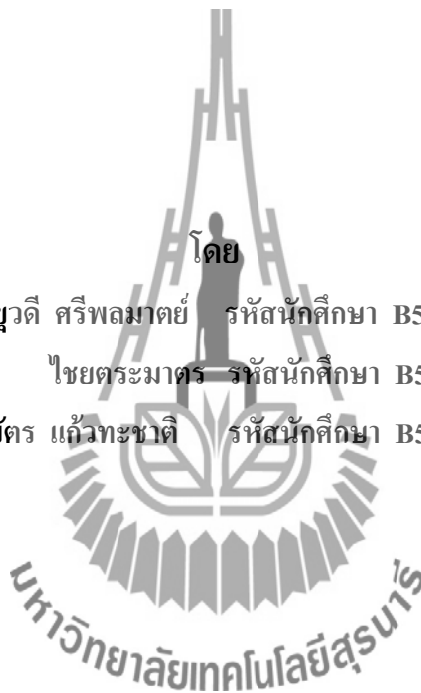 โดย
ศรีพลมาตย์ รหัสนักศึกษา B5
ไชยตระมาตร รหัสนักศึกษา B5
แก้วทะชาติ รหัสนักศึกษา B5
มหาวิทยาลัยเทคโนโลยีสุรนารี